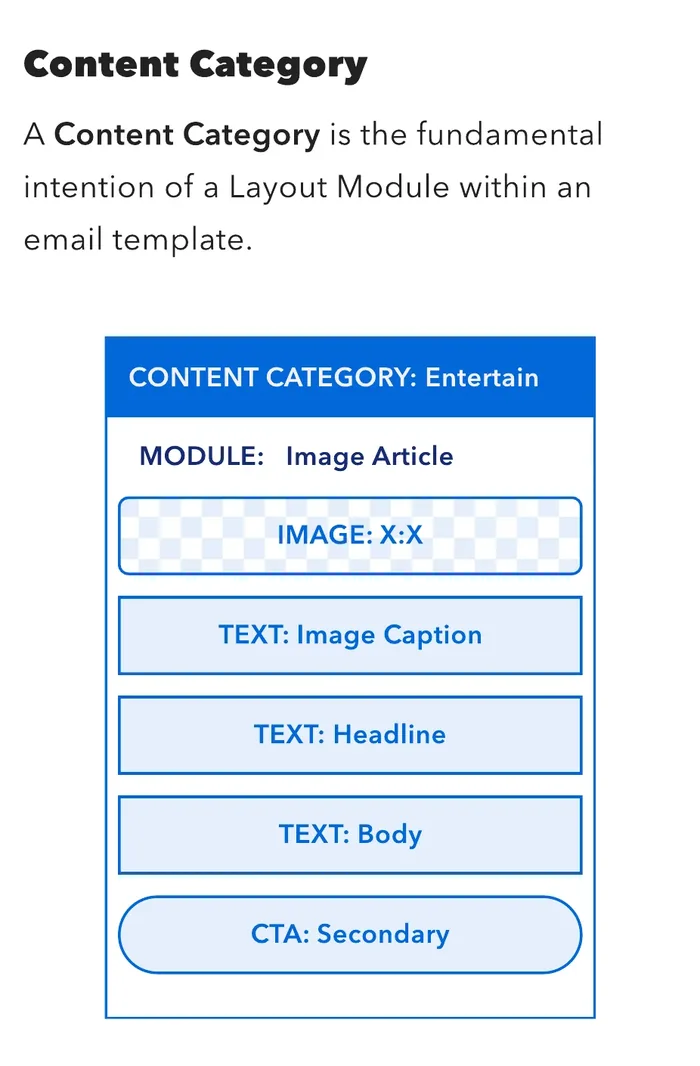 Content Category
A Content Category is the fundamental
intention of a Layout Module within an
email template.
CONTENT CATEGORY: Entertain
MODULE: Image Article
IMAGE: X:X
TEXT: Image Caption
TEXT: Headline
TEXT: Body
CTA: Secondary